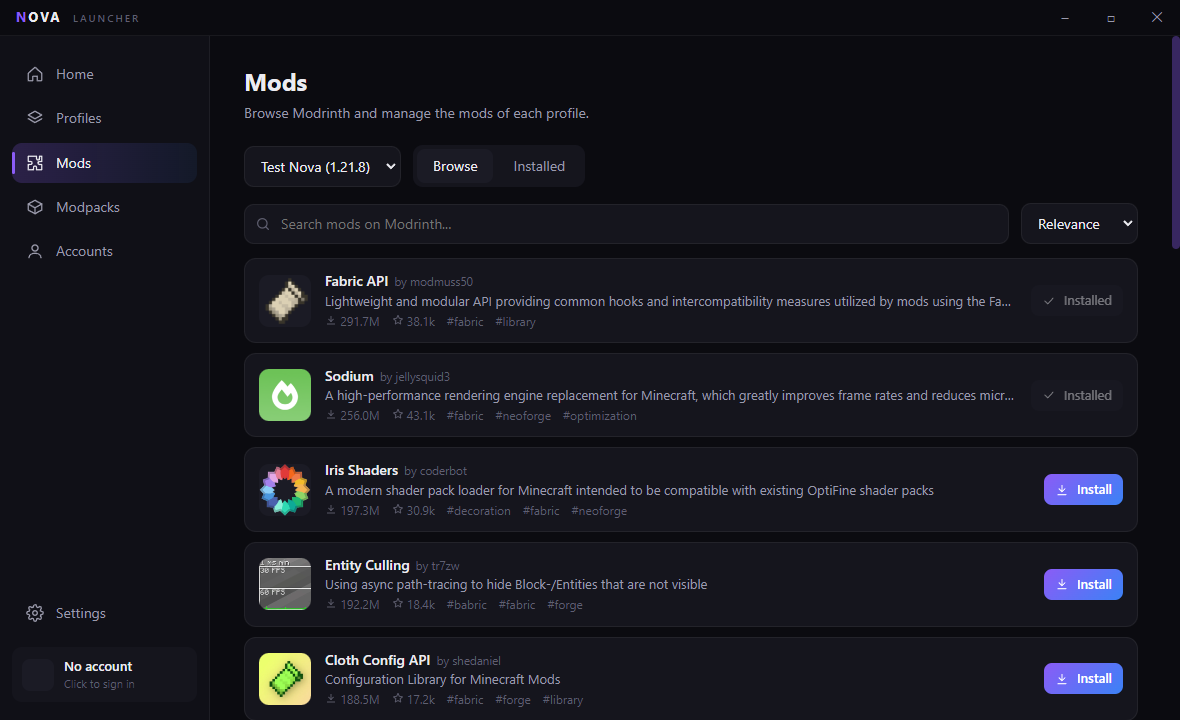 NOVA LAUNCHER
Home
Profiles
Mods
Modpacks
Accounts
Settings
No account
Click to sign in
Mods
Browse Modrinth and manage the mods of each profile.
Test Nova (1.21.8)
Browse
Installed
Search mods on Modrinth...
Relevance
Fabric API by modmuss50
Lightweight and modular API providing common hooks and intercompatibility measures utilized by mods using the Fa...
291.7M 38.1k #fabric #library
Installed
Sodium by jellysquid3
A high-performance rendering engine replacement for Minecraft, which greatly improves frame rates and reduces micr...
256.0M 43.1k #fabric #neoforge #optimization
Installed
Iris Shaders by coderbot
A modern shader pack loader for Minecraft intended to be compatible with existing OptiFine shader packs
197.3M 30.9k #decoration #fabric #neoforge
Install
30 FPS
60 FPS
Entity Culling by tr7zw
Using async path-tracing to hide Block-/Entities that are not visible
192.2M 18.4k #babric #fabric #forge
Install
Cloth Config API by shedaniel
Configuration Library for Minecraft Mods
188.5M 17.2k #fabric #forge #library
Install